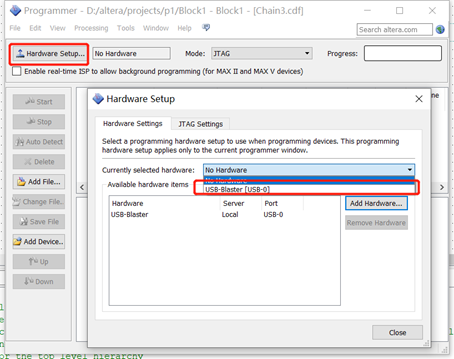 Programmer - D:/altera/projects/p1/Block1 - Block1 - [Chain3.cdf]
File Edit View Processing Tools Window Help
Search altera.com
Hardware Setup... No Hardware Mode: JTAG Progress:
Enable real-time ISP to allow background programming (for MAX II and MAX V devices)
Start
Stop
Auto Detect
Delete
Add File...
Change File..
Save File
Add Device..
Up
Down
Hardware Setup
Hardware Settings JTAG Settings
Select a programming hardware setup to use when programming devices. This programming
hardware setup applies only to the current programmer window.
Currently selected hardware: No Hardware
No Hardware
USB-Blaster [USB-0]
Available hardware items
Hardware Server Port
USB-Blaster Local USB-0
Add Hardware...
Remove Hardware
Close
or the top level hierarchy